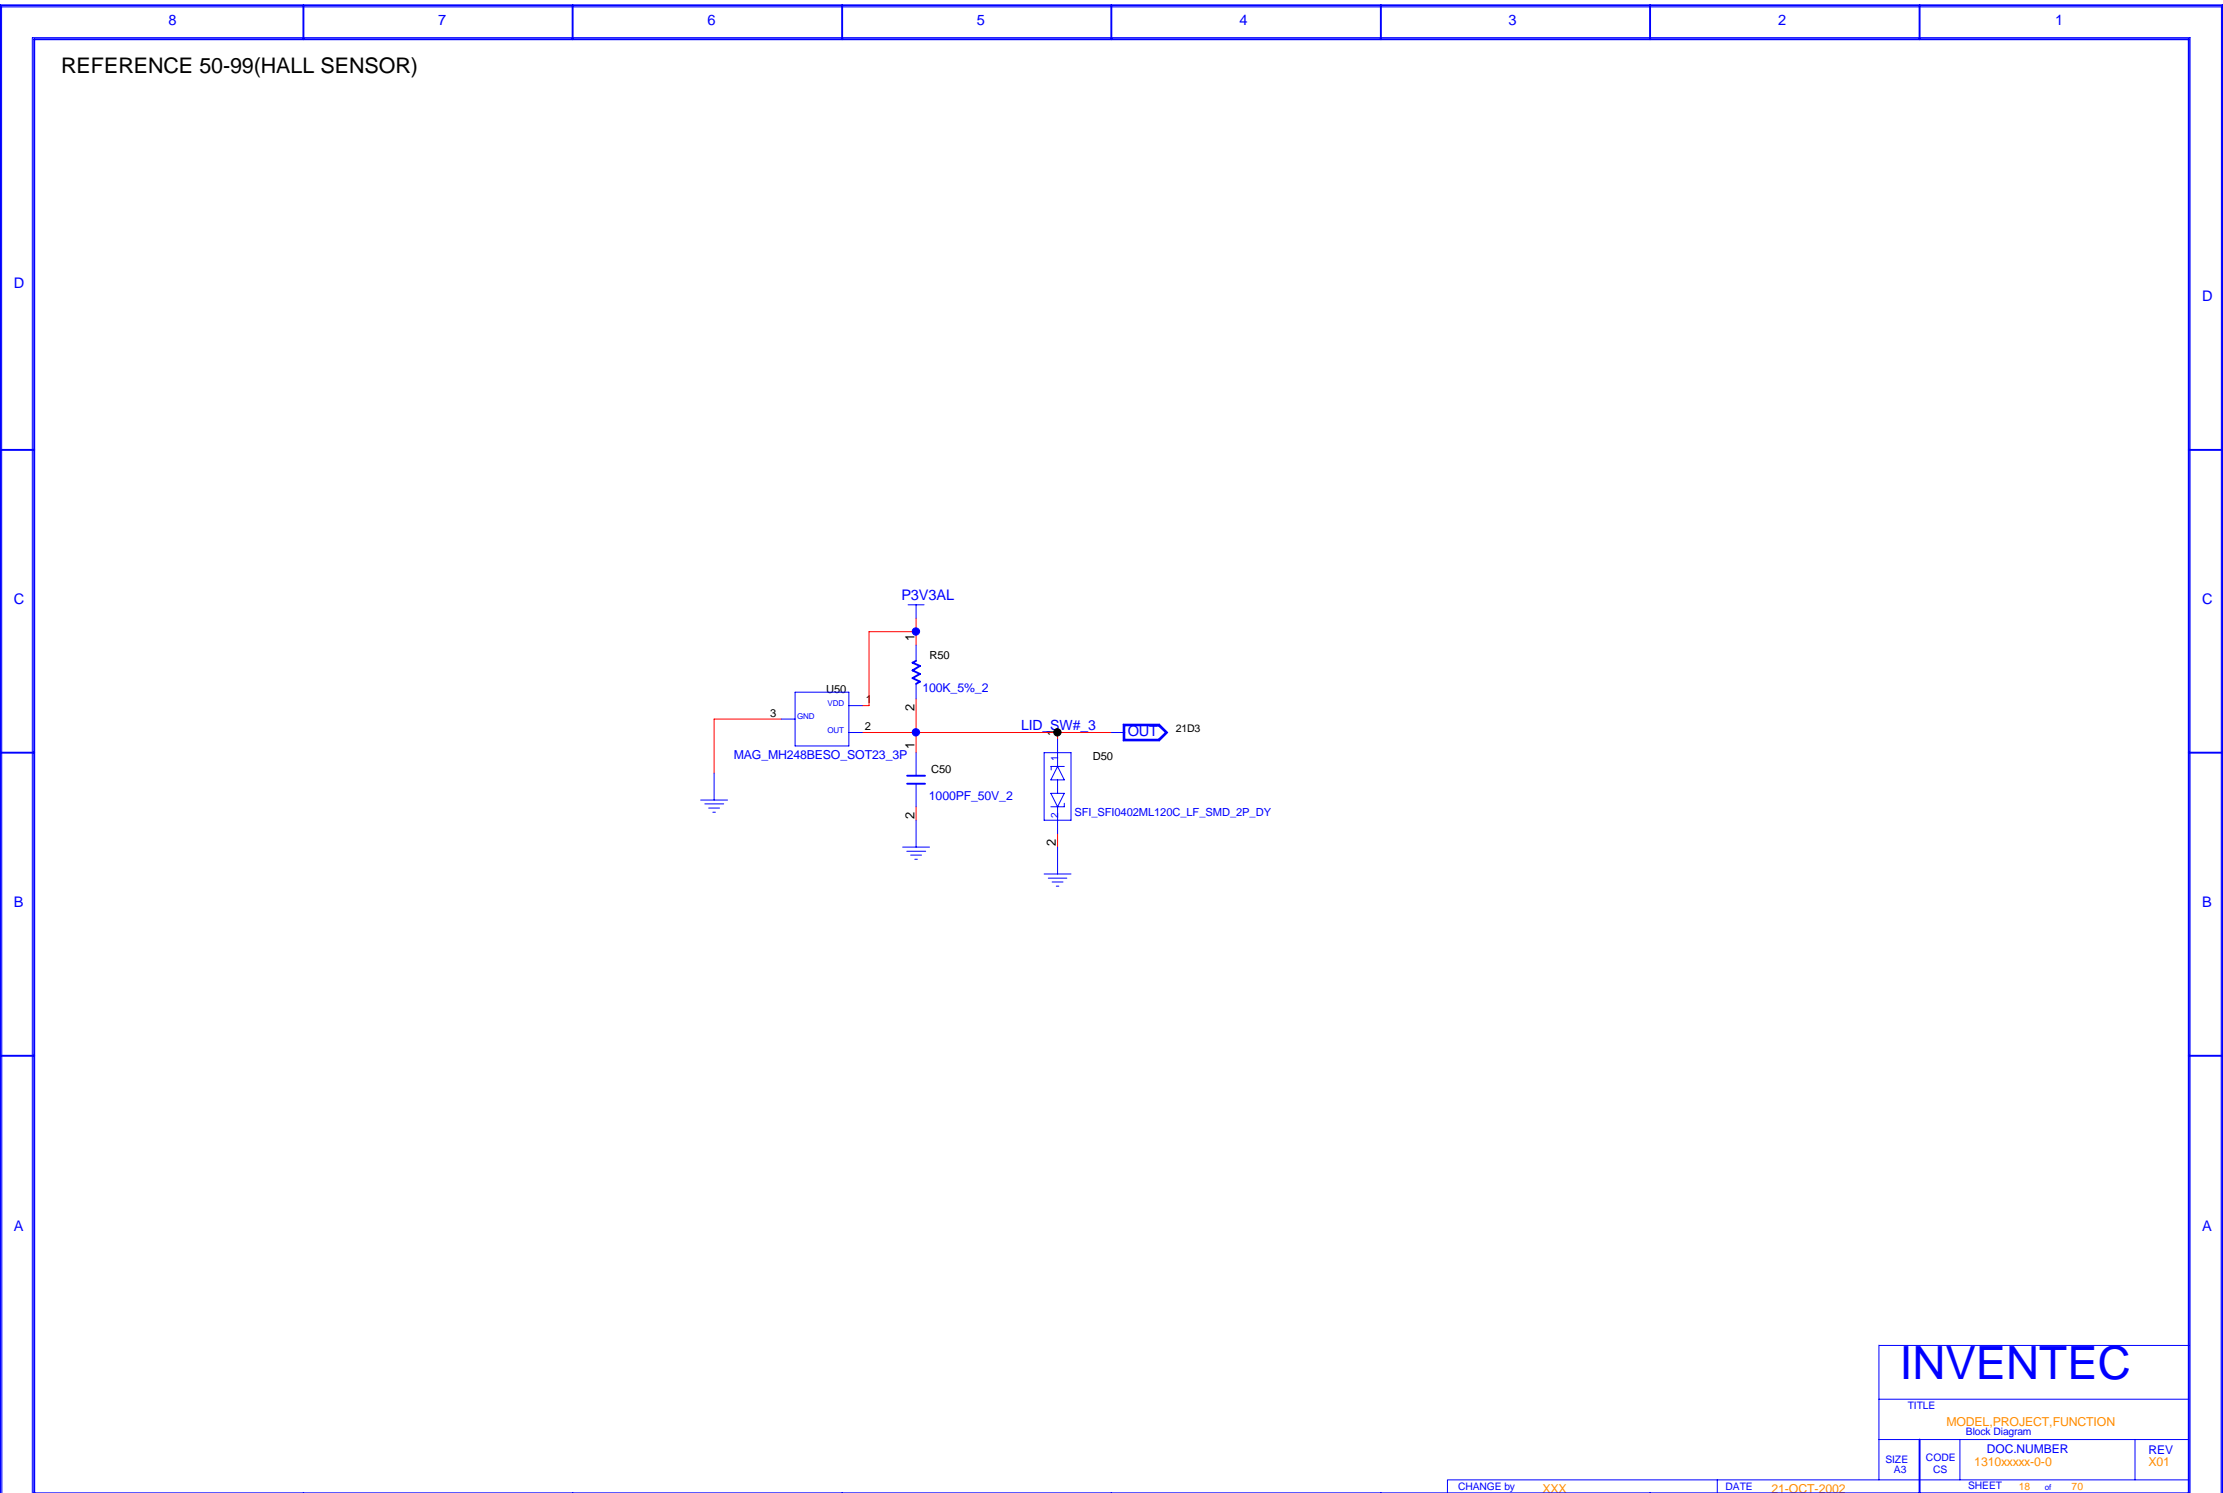 8 7 6 5 4 3 2 1
REFERENCE 50-99(HALL SENSOR)
D D
C C
P3V3AL
1
R50
100K_5%_2
2
U50
VDD 1
3 GND
OUT 2
LID_SW#_3
1
OUT 21D3
MAG_MH248BESO_SOT23_3P
1
C50
1000PF_50V_2
2
D50
1
2
SFI_SFI0402ML120C_LF_SMD_2P_DY
2
B B
A A
INVENTEC
TITLE
MODEL,PROJECT,FUNCTION
Block Diagram
SIZE CODE DOC.NUMBER REV
A3 CS 1310xxxxx-0-0 X01
CHANGE by XXX DATE 21-OCT-2002 SHEET 18 of 70